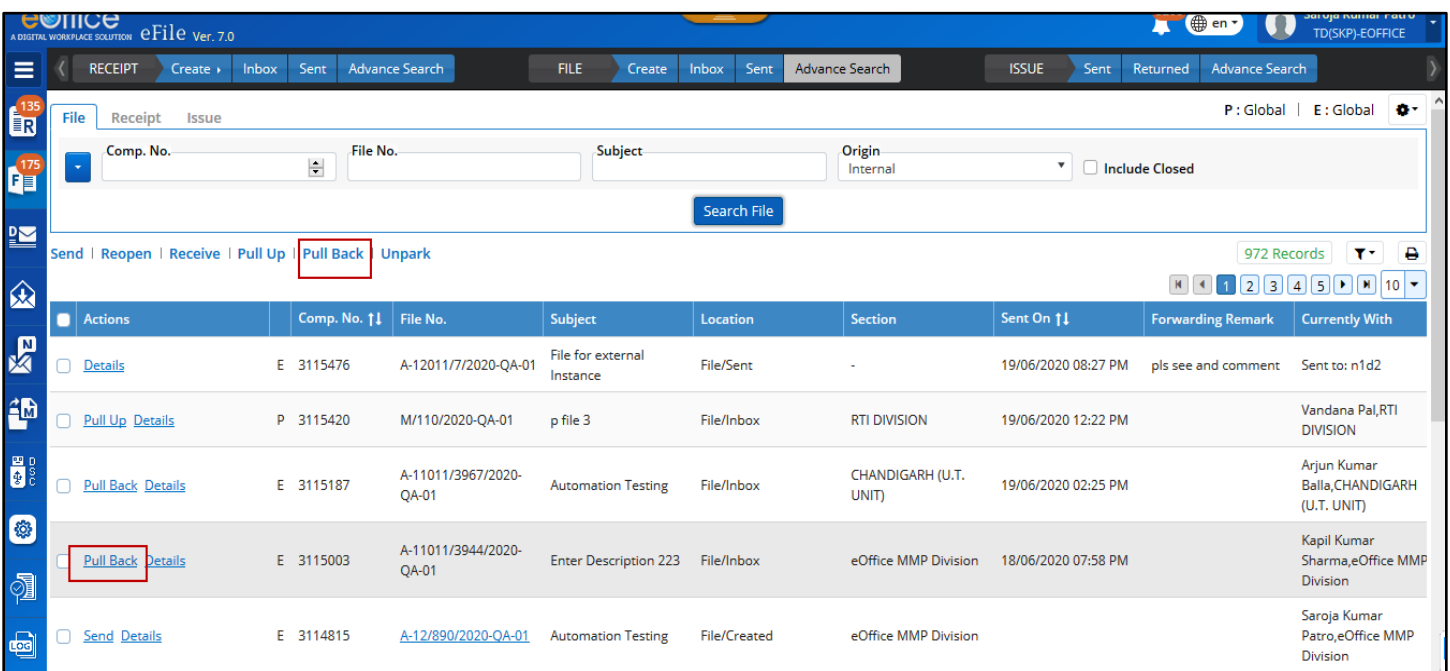 eOffice
A DIGITAL WORKPLACE SOLUTION eFile Ver. 7.0
en
Saroja Kumar Patro
TD(SKP)-EOFFICE
RECEIPT Create Inbox Sent Advance Search FILE Create Inbox Sent Advance Search ISSUE Sent Returned Advance Search
135
R
175
F
D
N
M
DSC
LOG
File Receipt Issue P : Global | E : Global
Comp. No. File No. Subject Origin
Internal Include Closed
Search File
Send | Reopen | Receive | Pull Up | Pull Back | Unpark 972 Records
1 2 3 4 5 10
Actions Comp. No. File No. Subject Location Section Sent On Forwarding Remark Currently With
Details E 3115476 A-12011/7/2020-QA-01 File for external
Instance File/Sent - 19/06/2020 08:27 PM pls see and comment Sent to: n1d2
Pull Up Details P 3115420 M/110/2020-QA-01 p file 3 File/Inbox RTI DIVISION 19/06/2020 12:22 PM Vandana Pal,RTI
DIVISION
Pull Back Details E 3115187 A-11011/3967/2020-
QA-01 Automation Testing File/Inbox CHANDIGARH (U.T.
UNIT) 19/06/2020 02:25 PM Arjun Kumar
Balla,CHANDIGARH
(U.T. UNIT)
Pull Back Details E 3115003 A-11011/3944/2020-
QA-01 Enter Description 223 File/Inbox eOffice MMP Division 18/06/2020 07:58 PM Kapil Kumar
Sharma,eOffice MMP
Division
Send Details E 3114815 A-12/890/2020-QA-01 Automation Testing File/Created eOffice MMP Division Saroja Kumar
Patro,eOffice MMP
Division